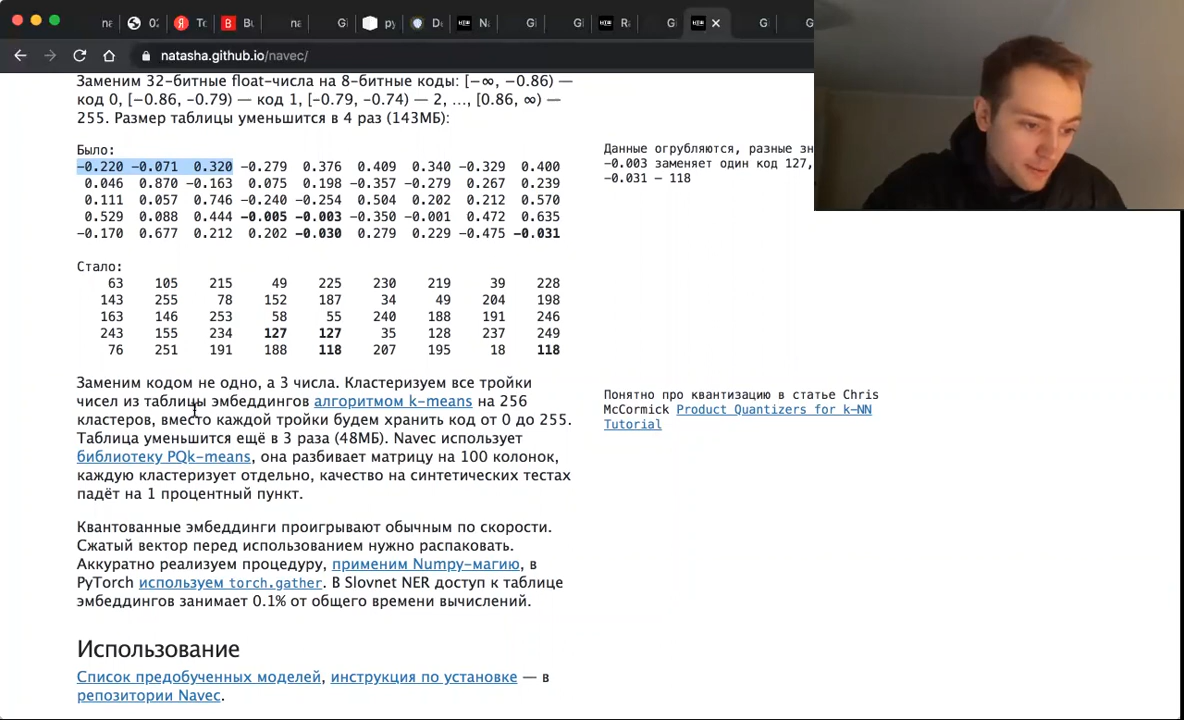 natasha.github.io/navec/
Заменим 32-битные float-числа на 8-битные коды: [−∞, −0.86) —
код 0, [−0.86, -0.79) — код 1, [-0.79, -0.74) — 2, …, [0.86, ∞) —
255. Размер таблицы уменьшится в 4 раз (143МБ):
Было:
−0.220 −0.071 0.320 −0.279 0.376 0.409 0.340 −0.329 0.400
0.046 0.870 −0.163 0.075 0.198 −0.357 −0.279 0.267 0.239
0.111 0.057 0.746 −0.240 −0.254 0.504 0.202 0.212 0.570
0.529 0.088 0.444 −0.005 −0.003 −0.350 −0.001 0.472 0.635
−0.170 0.677 0.212 0.202 −0.030 0.279 0.229 −0.475 −0.031
Данные огрубляются, разные зн
−0.003 заменяет один код 127,
−0.031 — 118
Стало:
63 105 215 49 225 230 219 39 228
143 255 78 152 187 34 49 204 198
163 146 253 58 55 240 188 191 246
243 155 234 127 127 35 128 237 249
76 251 191 188 118 207 195 18 118
Заменим кодом не одно, а 3 числа. Кластеризуем все тройки
чисел из таблицы эмбеддингов алгоритмом k-means на 256
кластеров, вместо каждой тройки будем хранить код от 0 до 255.
Таблица уменьшится ещё в 3 раза (48МБ). Navec использует
библиотеку PQk-means, она разбивает матрицу на 100 колонок,
каждую кластеризует отдельно, качество на синтетических тестах
падёт на 1 процентный пункт.
Понятно про квантизацию в статье Chris
McCormick Product Quantizers for k-NN
Tutorial
Квантованные эмбеддинги проигрывают обычным по скорости.
Сжатый вектор перед использованием нужно распаковать.
Аккуратно реализуем процедуру, применим Numpy-магию, в
PyTorch используем torch.gather. В Slovnet NER доступ к таблице
эмбеддингов занимает 0.1% от общего времени вычислений.
Использование
Список предобученных моделей, инструкция по установке — в
репозитории Navec.